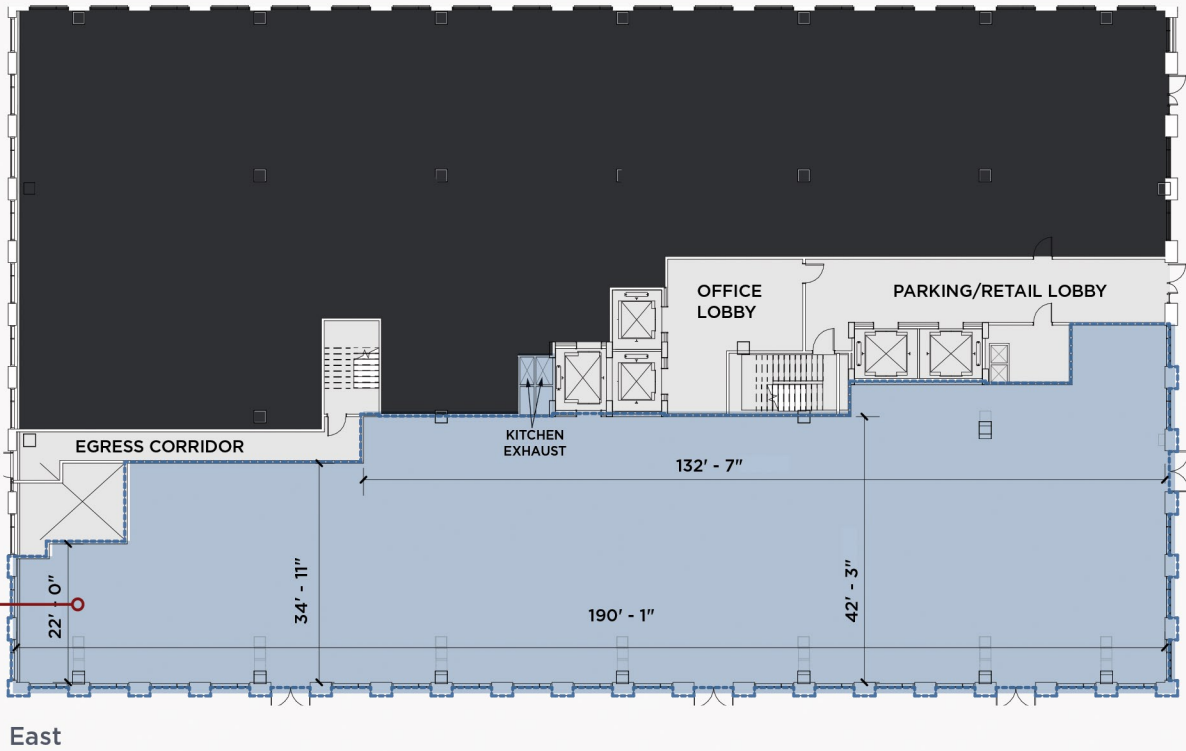 OFFICE
LOBBY
PARKING/RETAIL LOBBY
KITCHEN
EXHAUST
EGRESS CORRIDOR
132' - 7"
22' - 0"
34' - 11"
42' - 3"
190' - 1"
East